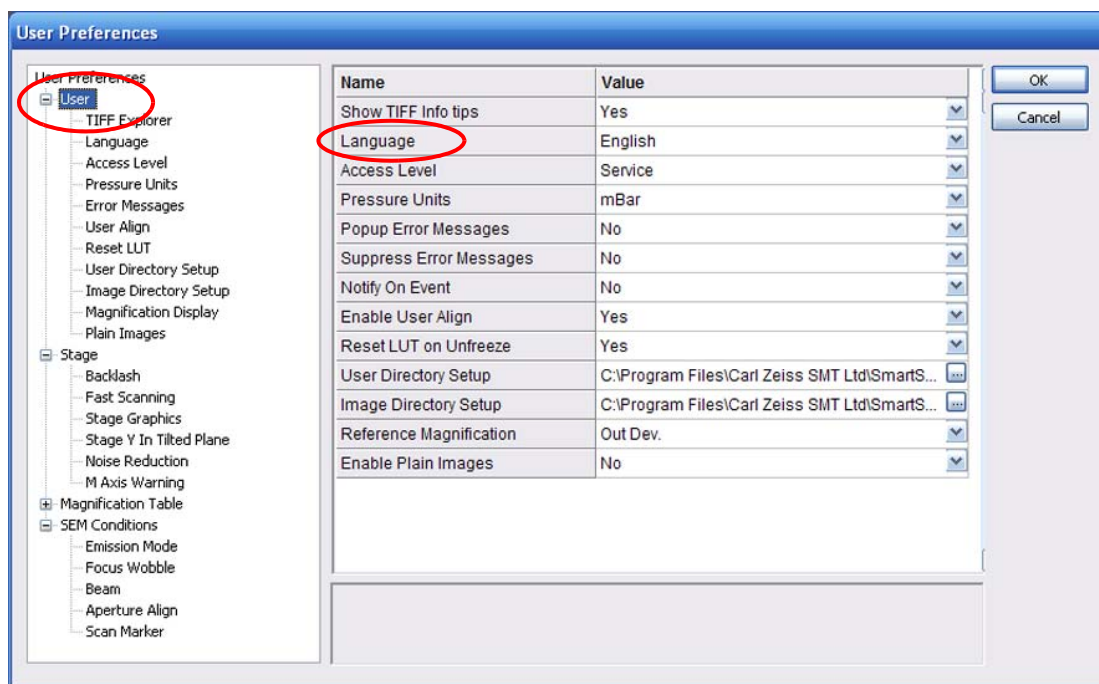 User Preferences
User Preferences
User
TIFF Explorer
Language
Access Level
Pressure Units
Error Messages
User Align
Reset LUT
User Directory Setup
Image Directory Setup
Magnification Display
Plain Images
Stage
Backlash
Fast Scanning
Stage Graphics
Stage Y In Tilted Plane
Noise Reduction
M Axis Warning
Magnification Table
SEM Conditions
Emission Mode
Focus Wobble
Beam
Aperture Align
Scan Marker
Name Value
Show TIFF Info tips Yes
Language English
Access Level Service
Pressure Units mBar
Popup Error Messages No
Suppress Error Messages No
Notify On Event No
Enable User Align Yes
Reset LUT on Unfreeze Yes
User Directory Setup C:\Program Files\Carl Zeiss SMT Ltd\SmartS... ...
Image Directory Setup C:\Program Files\Carl Zeiss SMT Ltd\SmartS... ...
Reference Magnification Out Dev.
Enable Plain Images No
OK
Cancel